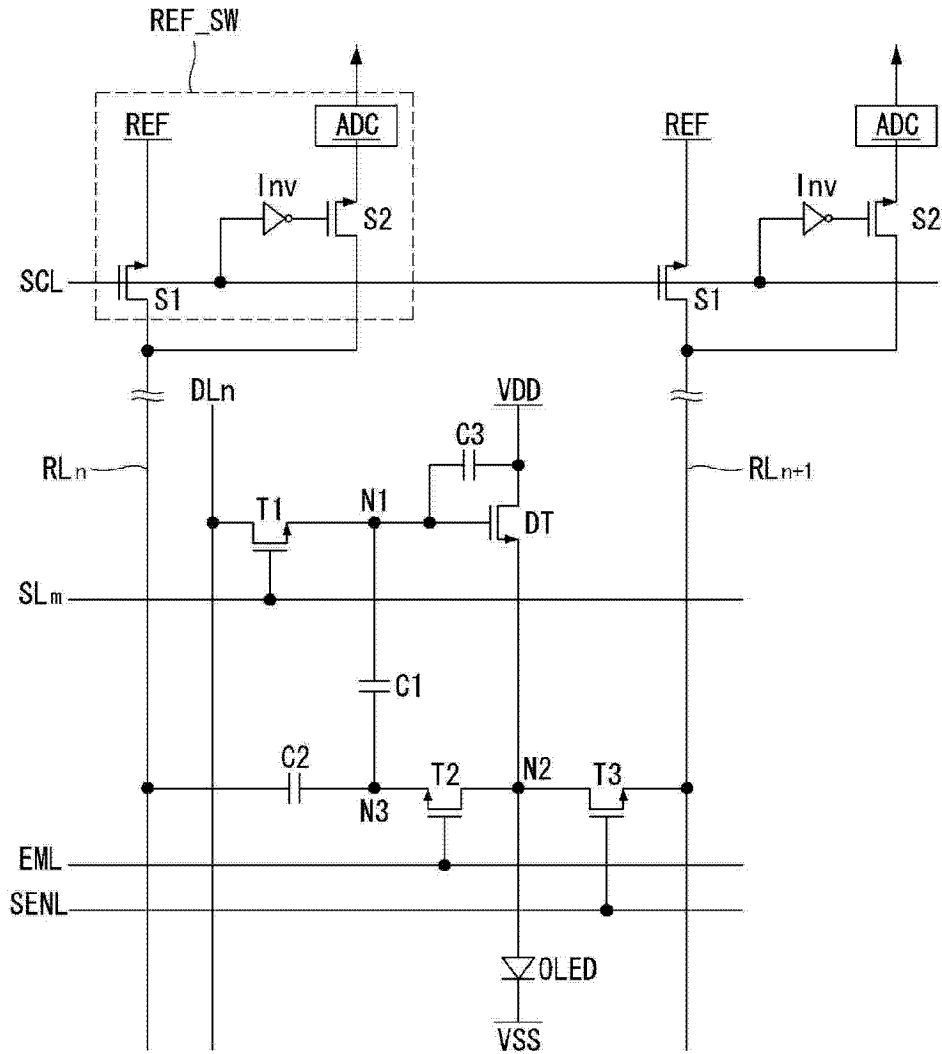 REF_SW
REF
ADC
REF
ADC
Inv
S2
Inv
S2
SCL
S1
S1
DLn
VDD
C3
RLn
RLn+1
T1
N1
DT
SLm
C1
C2
T2
N2
T3
N3
EML
SENL
OLED
VSS